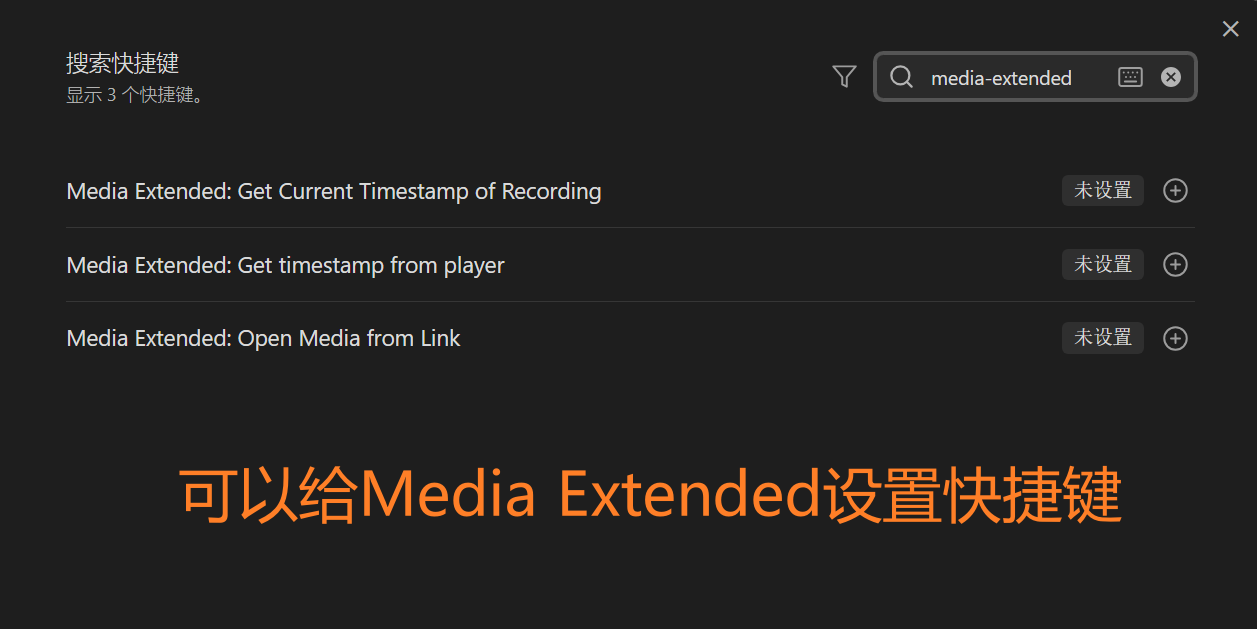 搜索快捷键
显示 3 个快捷键。
media-extended
Media Extended: Get Current Timestamp of Recording
未设置
Media Extended: Get timestamp from player
未设置
Media Extended: Open Media from Link
未设置
可以给Media Extended设置快捷键